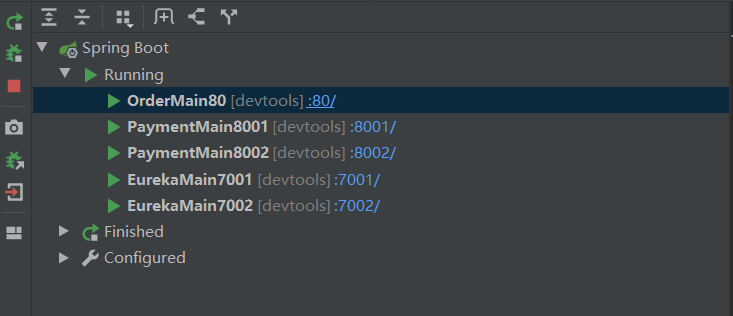 Spring Boot
Running
OrderMain80 [devtools] :80/
PaymentMain8001 [devtools] :8001/
PaymentMain8002 [devtools] :8002/
EurekaMain7001 [devtools] :7001/
EurekaMain7002 [devtools] :7002/
Finished
Configured